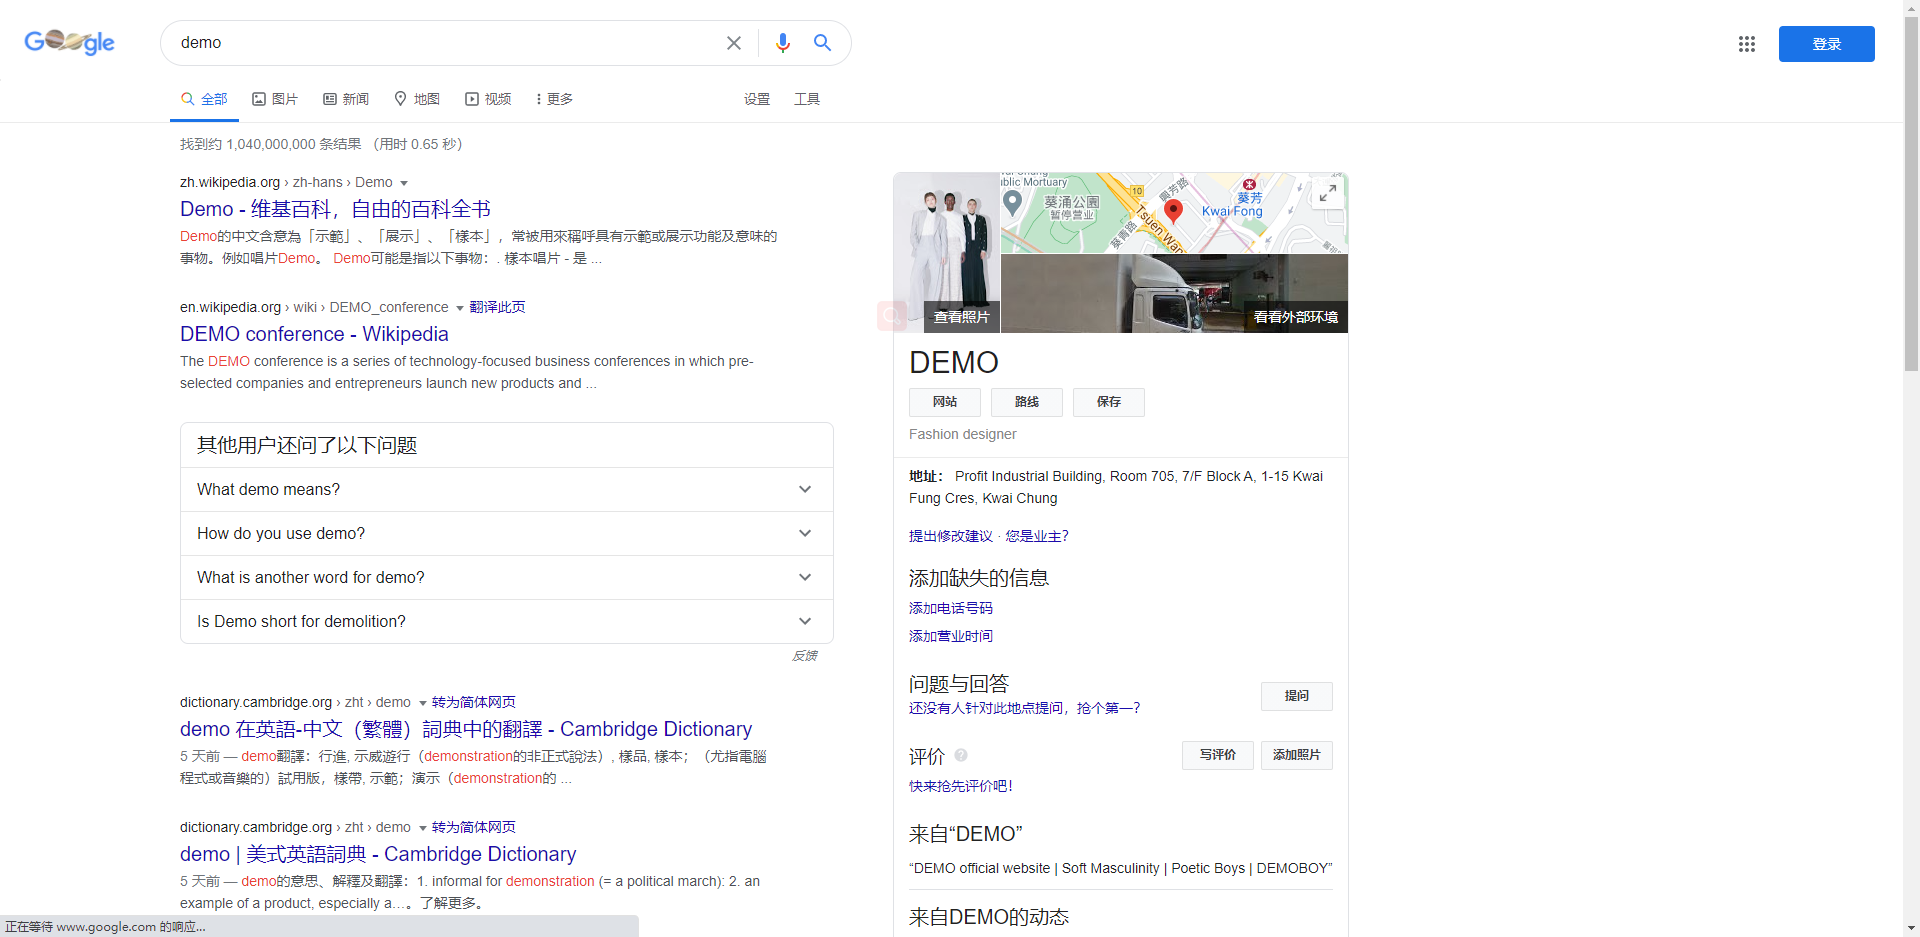 Google
demo
登录
全部 图片 新闻 地图 视频 更多 设置 工具
找到约 1,040,000,000 条结果 （用时 0.65 秒）
zh.wikipedia.org › zh-hans › Demo
Demo - 维基百科，自由的百科全书
Demo的中文含意為「示範」、「展示」、「樣本」，常被用來稱呼具有示範或展示功能及意味的
事物。例如唱片Demo。 Demo可能是指以下事物：. 樣本唱片 - 是 ...
en.wikipedia.org › wiki › DEMO_conference 翻译此页
DEMO conference - Wikipedia
The DEMO conference is a series of technology-focused business conferences in which pre-
selected companies and entrepreneurs launch new products and ...
其他用户还问了以下问题
What demo means?
How do you use demo?
What is another word for demo?
Is Demo short for demolition?
反馈
dictionary.cambridge.org › zht › demo 转为简体网页
demo 在英語-中文（繁體）詞典中的翻譯 - Cambridge Dictionary
5 天前 — demo翻譯：行進, 示威遊行（demonstration的非正式說法）, 樣品, 樣本；（尤指電腦
程式或音樂的）試用版，樣帶, 示範；演示（demonstration的 ...
dictionary.cambridge.org › zht › demo 转为简体网页
demo | 美式英語詞典 - Cambridge Dictionary
5 天前 — demo的意思、解釋及翻譯：1. informal for demonstration (= a political march): 2. an
example of a product, especially a…。了解更多。
正在等待 www.google.com 的响应...
ublic Mortuary
葵涌公園
暂停营业
10
興芳路
葵芳
Kwai Fong
Tsuen Wan
葵青路
查看照片
看看外部环境
DEMO
网站 路线 保存
Fashion designer
地址： Profit Industrial Building, Room 705, 7/F Block A, 1-15 Kwai
Fung Cres, Kwai Chung
提出修改建议 · 您是业主？
添加缺失的信息
添加电话号码
添加营业时间
问题与回答
还没有人针对此地点提问，抢个第一？
提问
评价
写评价 添加照片
快来抢先评价吧！
来自“DEMO”
“DEMO official website | Soft Masculinity | Poetic Boys | DEMOBOY”
来自DEMO的动态